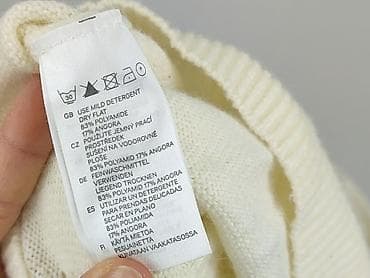 30
GB USE MILD DETERGENT
DRY FLAT
83% POLYAMIDE
17% ANGORA
CZ POUŽIJTE JEMNÝ PRACÍ
PROSTŘEDEK
SUŠENÍ NA VODOROVNÉ
PLOŠE
83% POLYAMID 17% ANGORA
DE FEINWASCHMITTEL
VERWENDEN
LIEGEND TROCKNEN
83% POLYAMID 17% ANGORA
ES UTILIZAR UN DETERGENTE
PARA PRENDAS DELICADAS
SECAR EN PLANO
83% POLIAMIDA
17% ANGORA
FI KÄYTÄ MIETOA
PESUAINETTA
VAAKATASOSSA